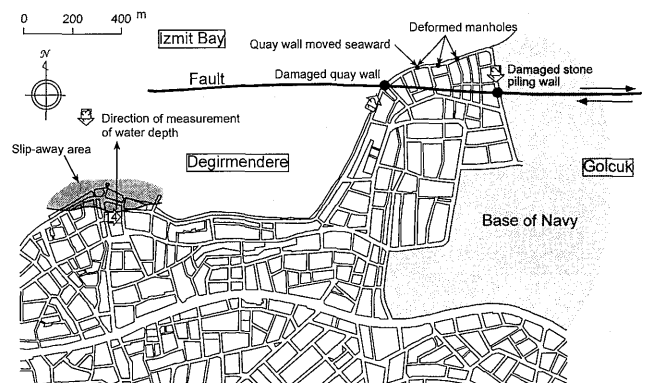 0 200 400 m
Izmit Bay
Deformed manholes
Quay wall moved seaward
N
Fault
Damaged quay wall
Damaged stone
piling wall
Direction of measurement
of water depth
Slip-away area
Degirmendere
Golcuk
14
Base of Navy